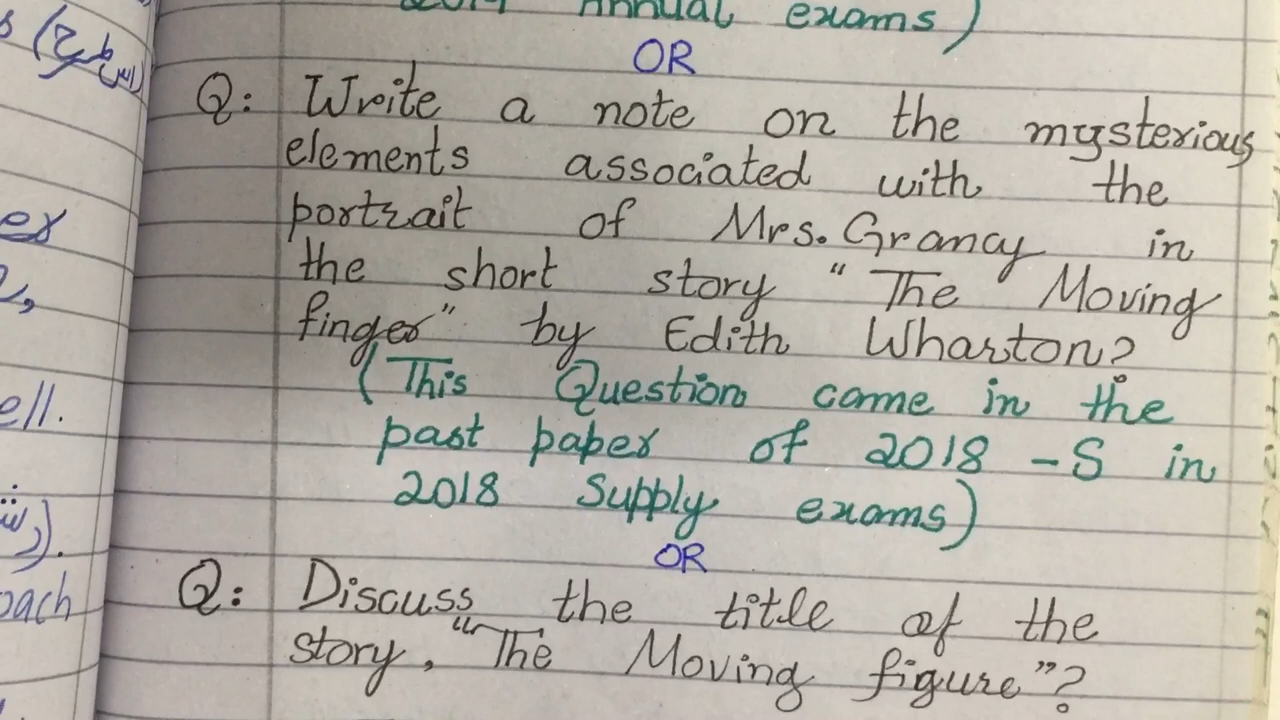 Annual exams)
OR
Q: Write a note on the mysterious
elements associated with the
portrait of Mrs. Grancy in
the short story "The Moving
finger" by Edith Wharton?
(This Question came in the
past paper of 2018 -S in
2018 Supply exams)
OR
Q: Discuss the title of the
story, "The Moving figure"?
ell.